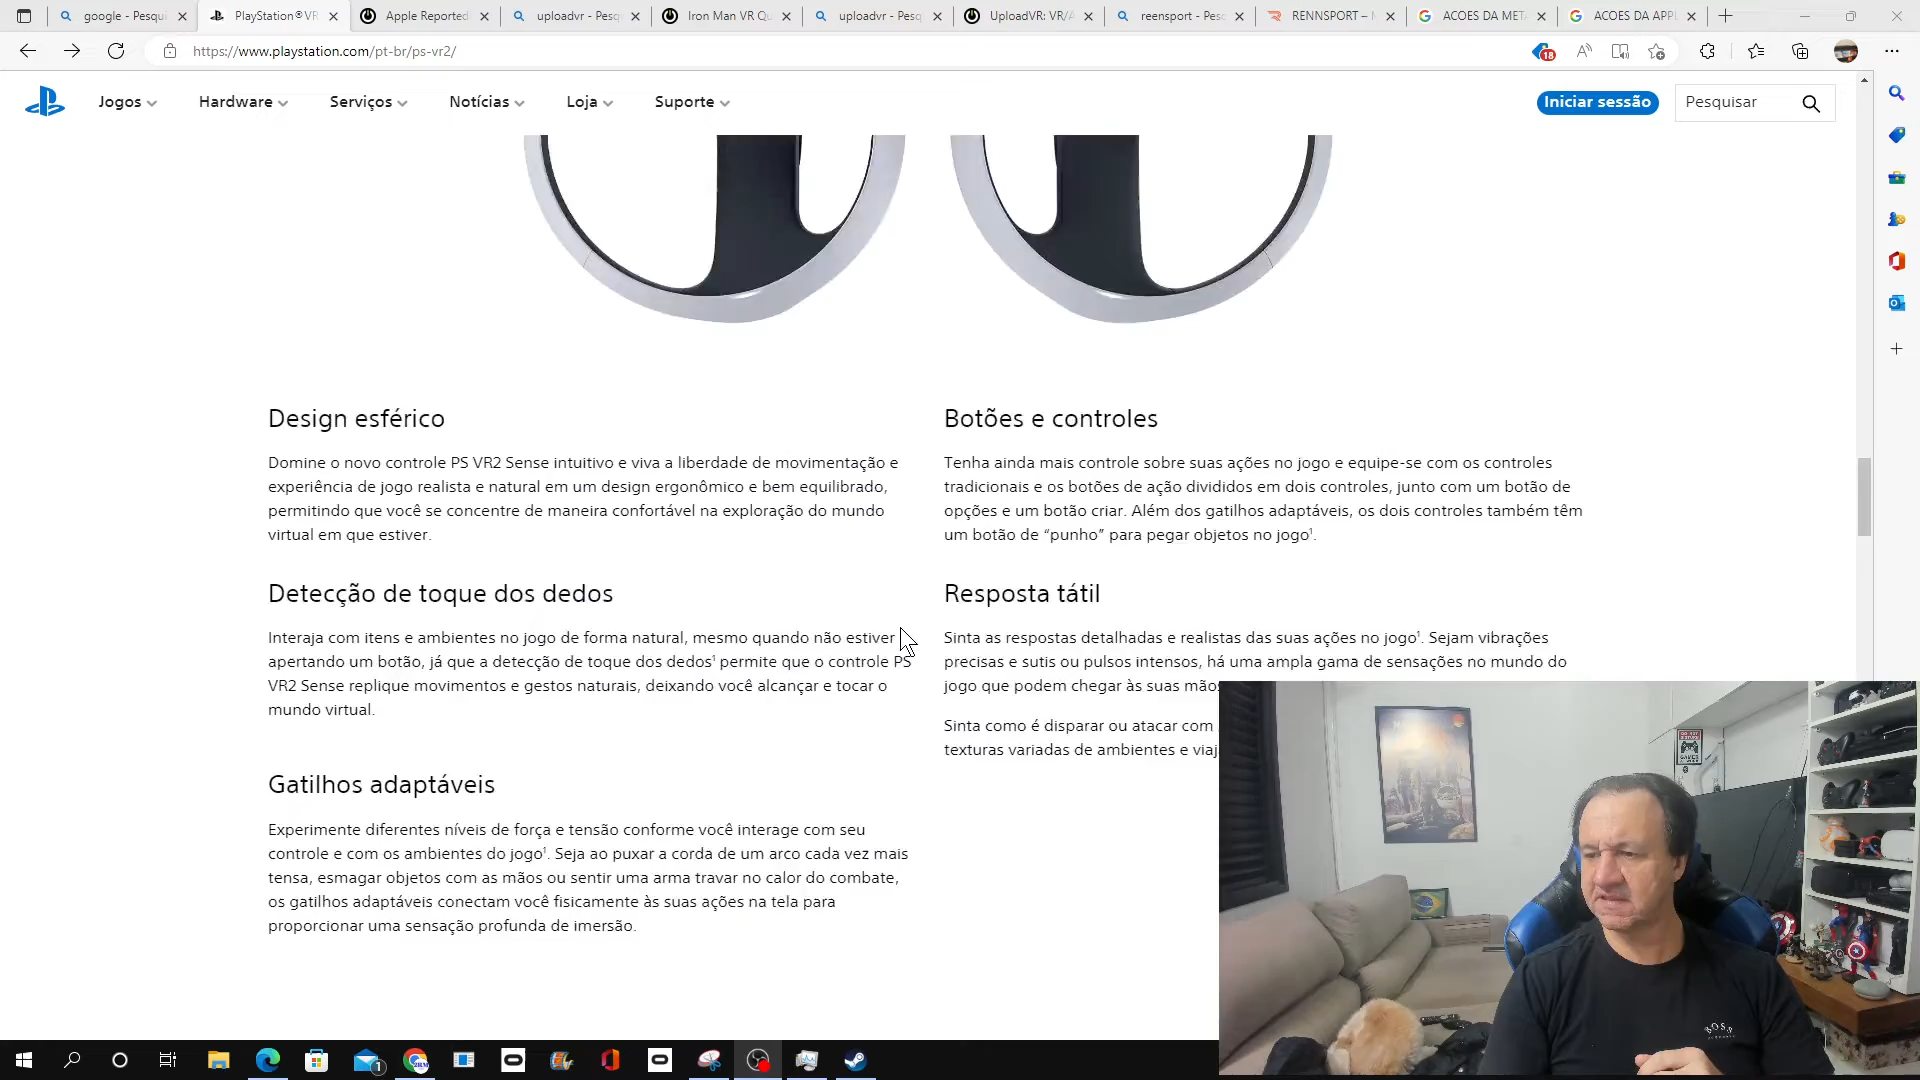 google - Pesqui
PlayStation®VR
Apple Reported
uploadvr - Pesq
Iron Man VR Qu
uploadvr - Pesq
UploadVR: VR/A
reensport - Pesq
RENNSPORT –
ACOES DA META
ACOES DA APPL
https://www.playstation.com/pt-br/ps-vr2/
18
Jogos
Hardware
Serviços
Notícias
Loja
Suporte
Iniciar sessão
Pesquisar
Design esférico
Domine o novo controle PS VR2 Sense intuitivo e viva a liberdade de movimentação e
experiência de jogo realista e natural em um design ergonômico e bem equilibrado,
permitindo que você se concentre de maneira confortável na exploração do mundo
virtual em que estiver.
Botões e controles
Tenha ainda mais controle sobre suas ações no jogo e equipe-se com os controles
tradicionais e os botões de ação divididos em dois controles, junto com um botão de
opções e um botão criar. Além dos gatilhos adaptáveis, os dois controles também têm
um botão de “punho” para pegar objetos no jogo¹.
Detecção de toque dos dedos
Interaja com itens e ambientes no jogo de forma natural, mesmo quando não estiver
apertando um botão, já que a detecção de toque dos dedos¹ permite que o controle PS
VR2 Sense replique movimentos e gestos naturais, deixando você alcançar e tocar o
mundo virtual.
Resposta tátil
Sinta as respostas detalhadas e realistas das suas ações no jogo¹. Sejam vibrações
precisas e sutis ou pulsos intensos, há uma ampla gama de sensações no mundo do
jogo que podem chegar às suas mãos
Sinta como é disparar ou atacar com
texturas variadas de ambientes e viaj
Gatilhos adaptáveis
Experimente diferentes níveis de força e tensão conforme você interage com seu
controle e com os ambientes do jogo¹. Seja ao puxar a corda de um arco cada vez mais
tensa, esmagar objetos com as mãos ou sentir uma arma travar no calor do combate,
os gatilhos adaptáveis conectam você fisicamente às suas ações na tela para
proporcionar uma sensação profunda de imersão.
BOSS
1